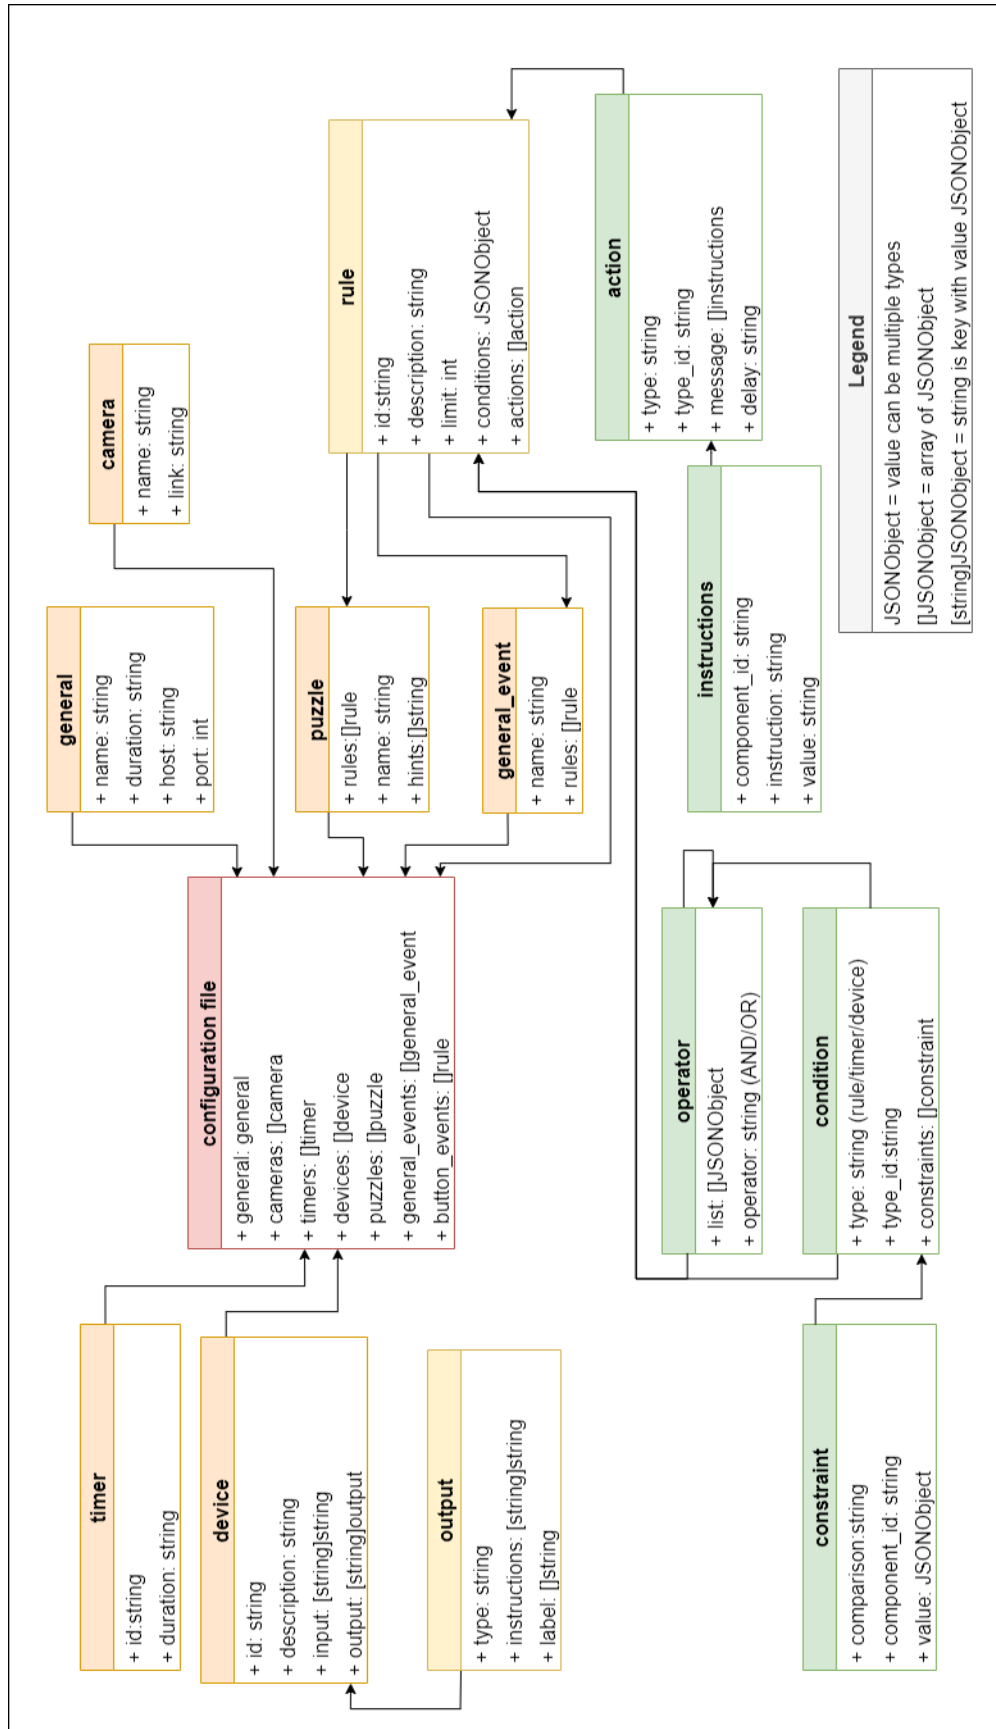 timer
+ id:string
+ duration: string
device
+ id: string
+ description: string
+ input: [string]string
+ output: [string]output
output
+ type: string
+ instructions: [string]string
+ label: []string
constraint
+ comparison:string
+ component_id: string
+ value: JSONObject
configuration file
+ general: general
+ cameras: []camera
+ timers: []timer
+ devices: []device
+ puzzles: []puzzle
+ general_events: []general_event
+ button_events: []rule
operator
+ list: []JSONObject
+ operator: string (AND/OR)
condition
+ type: string (rule/timer/device)
+ type_id:string
+ constraints: []constraint
general
+ name: string
+ duration: string
+ host: string
+ port: int
puzzle
+ rules:[]rule
+ name: string
+ hints:[]string
general_event
+ name: string
+ rules: []rule
instructions
+ component_id: string
+ instruction: string
+ value: string
camera
+ name: string
+ link: string
rule
+ id:string
+ description: string
+ limit: int
+ conditions: JSONObject
+ actions: []action
action
+ type: string
+ type_id: string
+ message: []instructions
+ delay: string
Legend
JSONObject = value can be multiple types
[]JSONObject = array of JSONObject
[string]JSONObject = string is key with value JSONObject